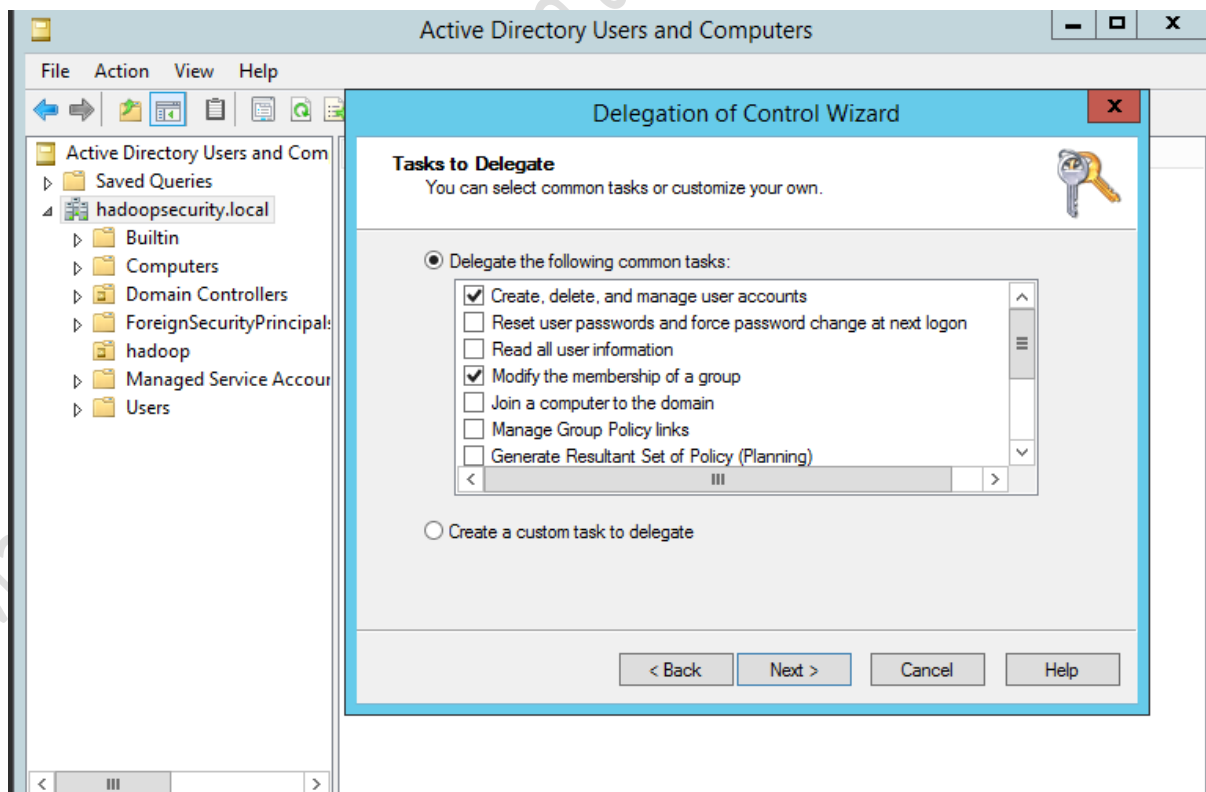 Active Directory Users and Computers
File Action View Help
Active Directory Users and Com
Saved Queries
hadoopsecurity.local
Builtin
Computers
Domain Controllers
ForeignSecurityPrincipals
hadoop
Managed Service Accour
Users
Delegation of Control Wizard
Tasks to Delegate
You can select common tasks or customize your own.
Delegate the following common tasks:
Create, delete, and manage user accounts
Reset user passwords and force password change at next logon
Read all user information
Modify the membership of a group
Join a computer to the domain
Manage Group Policy links
Generate Resultant Set of Policy (Planning)
Create a custom task to delegate
< Back Next > Cancel Help